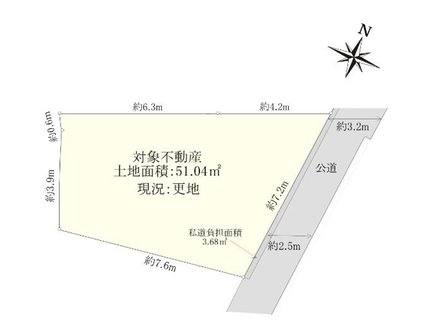 N
約6.3m
約4.2m
約3.2m
約0.6m
対象不動産
土地面積:51.04㎡
現況:更地
公道
約3.9m
約7.2m
私道負担面積
3.68㎡
約2.5m
約7.6m